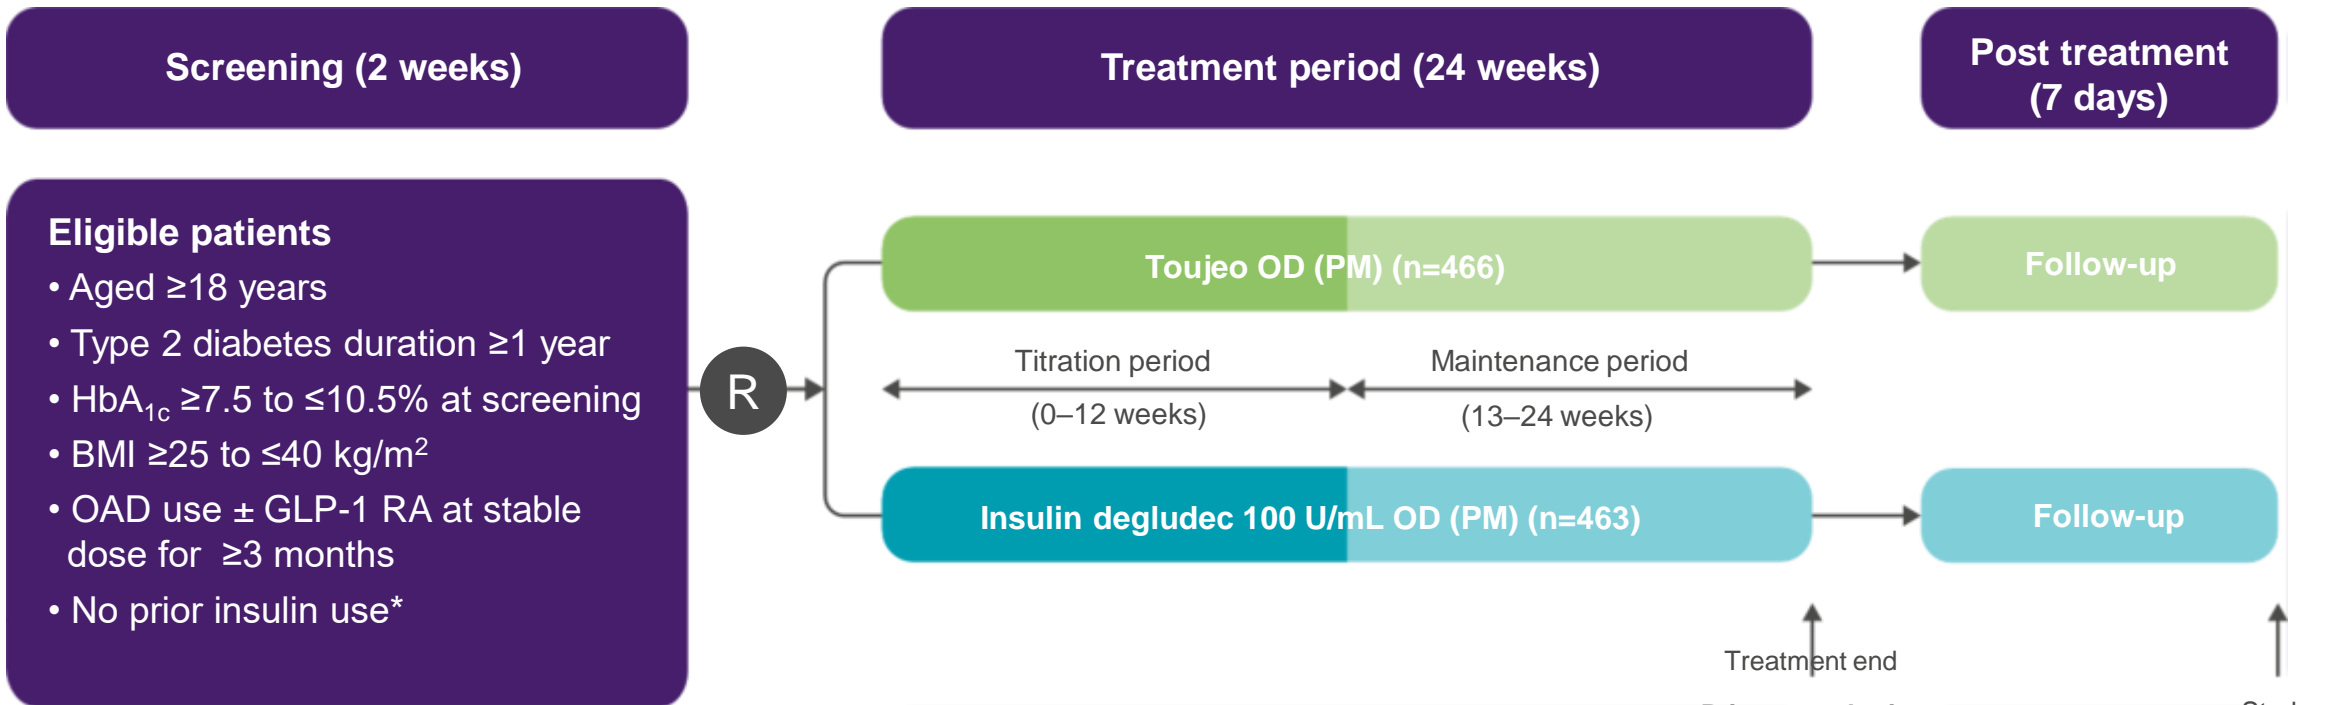 Screening (2 weeks)
Treatment period (24 weeks)
Post treatment
(7 days)
Eligible patients
• Aged ≥18 years
• Type 2 diabetes duration ≥1 year
• HbA1c ≥7.5 to ≤10.5% at screening
• BMI ≥25 to ≤40 kg/m²
• OAD use ± GLP-1 RA at stable
dose for ≥3 months
• No prior insulin use*
R
Toujeo OD (PM) (n=466)
Follow-up
Titration period
Maintenance period
(0–12 weeks)
(13–24 weeks)
Insulin degludec 100 U/mL OD (PM) (n=463)
Follow-up
Treatment end